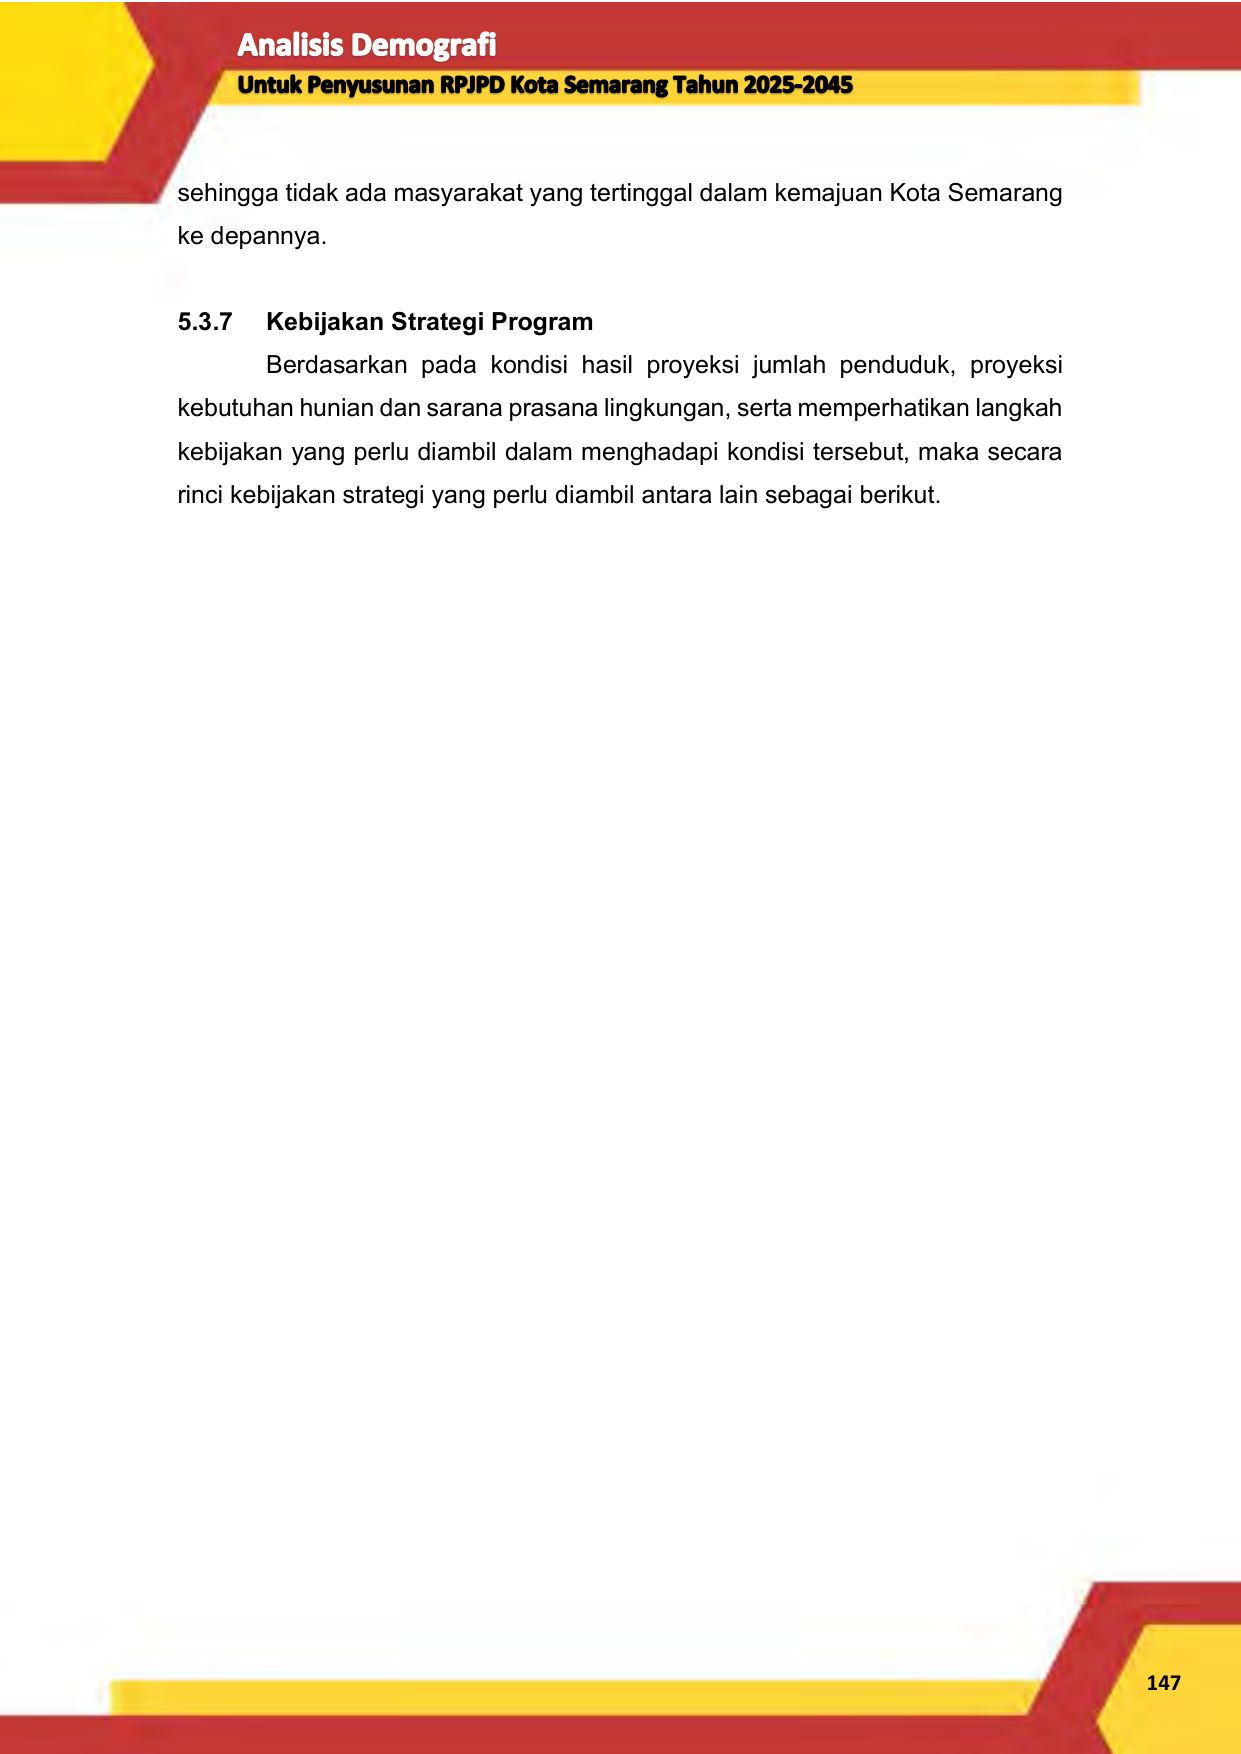 Analisis Demografi
Untuk Penyusunan RPJPD Kota Semarang Tahun 2025-2045
sehingga tidak ada masyarakat yang tertinggal dalam kemajuan Kota Semarang
ke depannya.
5.3.7 Kebijakan Strategi Program
Berdasarkan pada kondisi hasil proyeksi jumlah penduduk, proyeksi
kebutuhan hunian dan sarana prasana lingkungan, serta memperhatikan langkah
kebijakan yang perlu diambil dalam menghadapi kondisi tersebut, maka secara
rinci kebijakan strategi yang perlu diambil antara lain sebagai berikut.
147